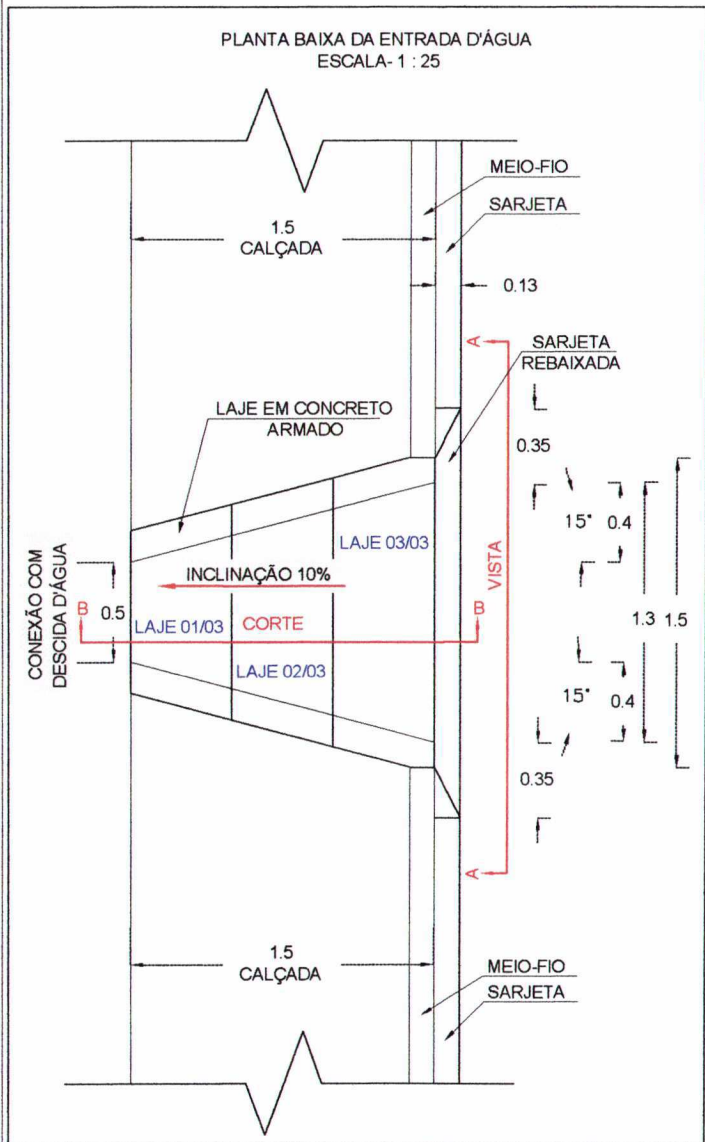 PLANTA BAIXA DA ENTRADA D'ÁGUA
ESCALA- 1 : 25
MEIO-FIO
SARJETA
1.5
CALÇADA
0.13
A
SARJETA
REBAIXADA
LAJE EM CONCRETO
ARMADO
0.35
15°
0.4
LAJE 03/03
VISTA
INCLINAÇÃO 10%
CONEXÃO COM
DESCIDA D'ÁGUA
B
0.5
LAJE 01/03
CORTE
B
1.3
1.5
LAJE 02/03
15°
0.4
0.35
A
1.5
CALÇADA
MEIO-FIO
SARJETA